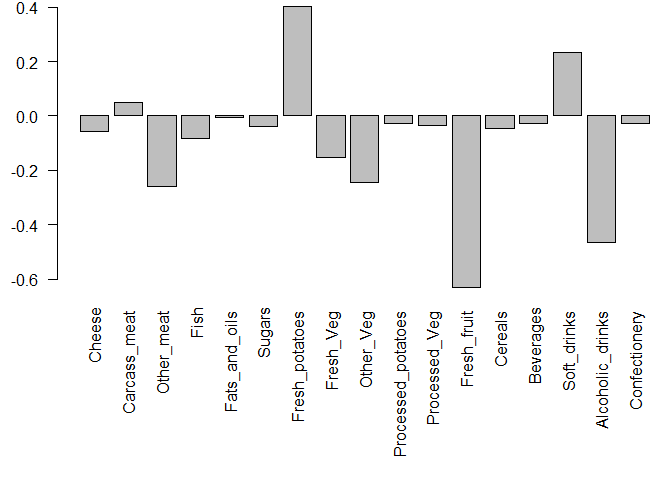 0.4
0.2
0.0
-0.2
-0.4
-0.6
Cheese
Carcass_meat
Other_meat
Fish
Fats_and_oils
Sugars
Fresh_potatoes
Fresh_Veg
Other_Veg
Processed_potatoes
Processed_Veg
Fresh_fruit
Cereals
Beverages
Soft_drinks
Alcoholic_drinks
Confectionery